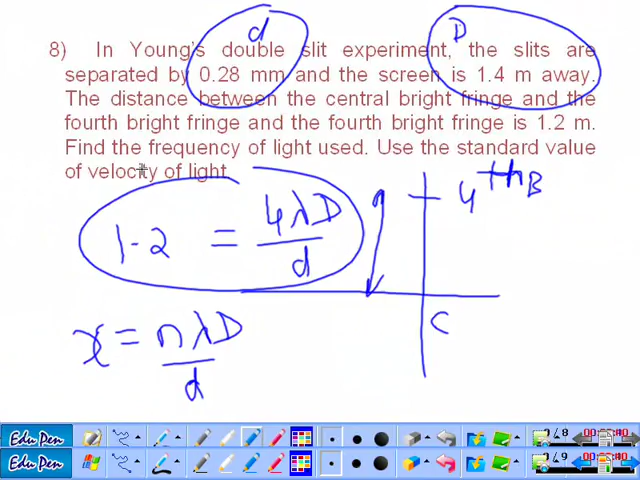 d
D
8) In Young's double slit experiment, the slits are
separated by 0.28 mm and the screen is 1.4 m away.
The distance between the central bright fringe and the
fourth bright fringe and the fourth bright fringe is 1.2 m.
Find the frequency of light used. Use the standard value
of velocity of light
4th B
1-2 = 4λD/d
C
x = nλD/d
Edu Pen
Edu Pen